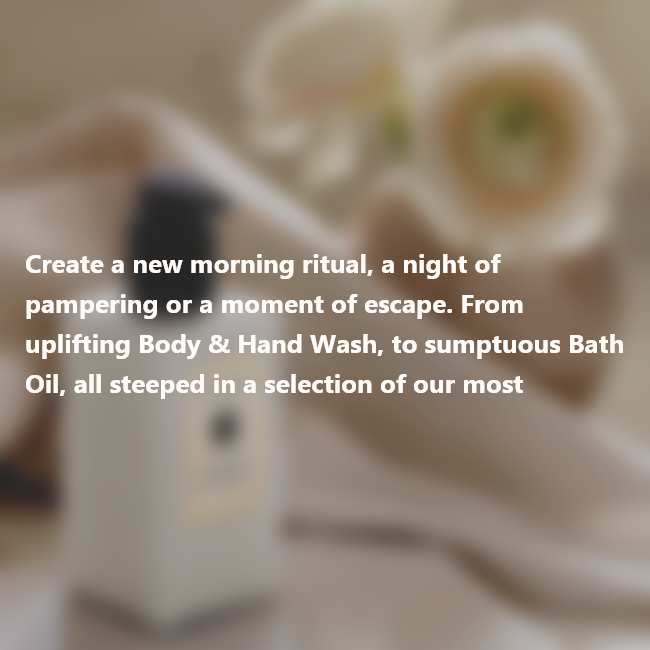 Create a new morning ritual, a night of
pampering or a moment of escape. From
uplifting Body & Hand Wash, to sumptuous Bath
Oil, all steeped in a selection of our most